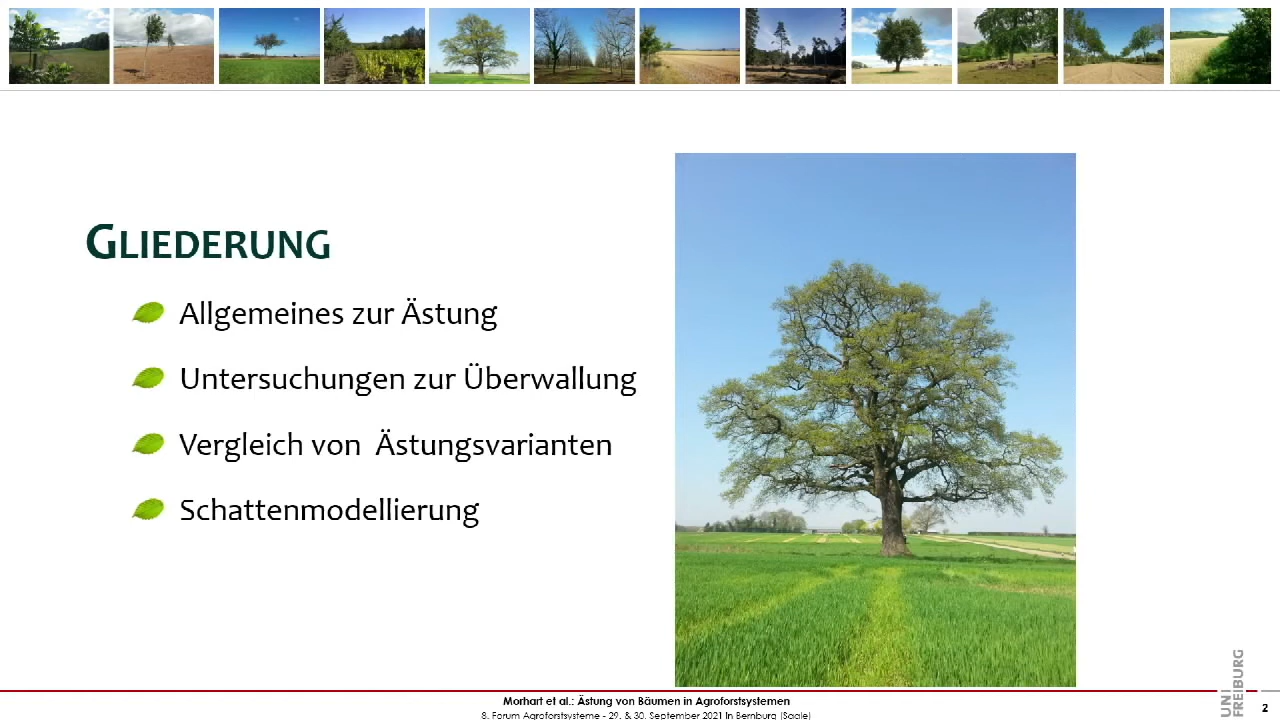 GLIEDERUNG
Allgemeines zur Ästung
Untersuchungen zur Überwallung
Vergleich von  Ästungsvarianten
Schattenmodellierung
Morhart et al.: Ästung von Bäumen in Agroforstsystemen
8. Forum Agroforstsysteme - 29. & 30. September 2021 in Bernburg (Saale)
UNI
FREIBURG
2